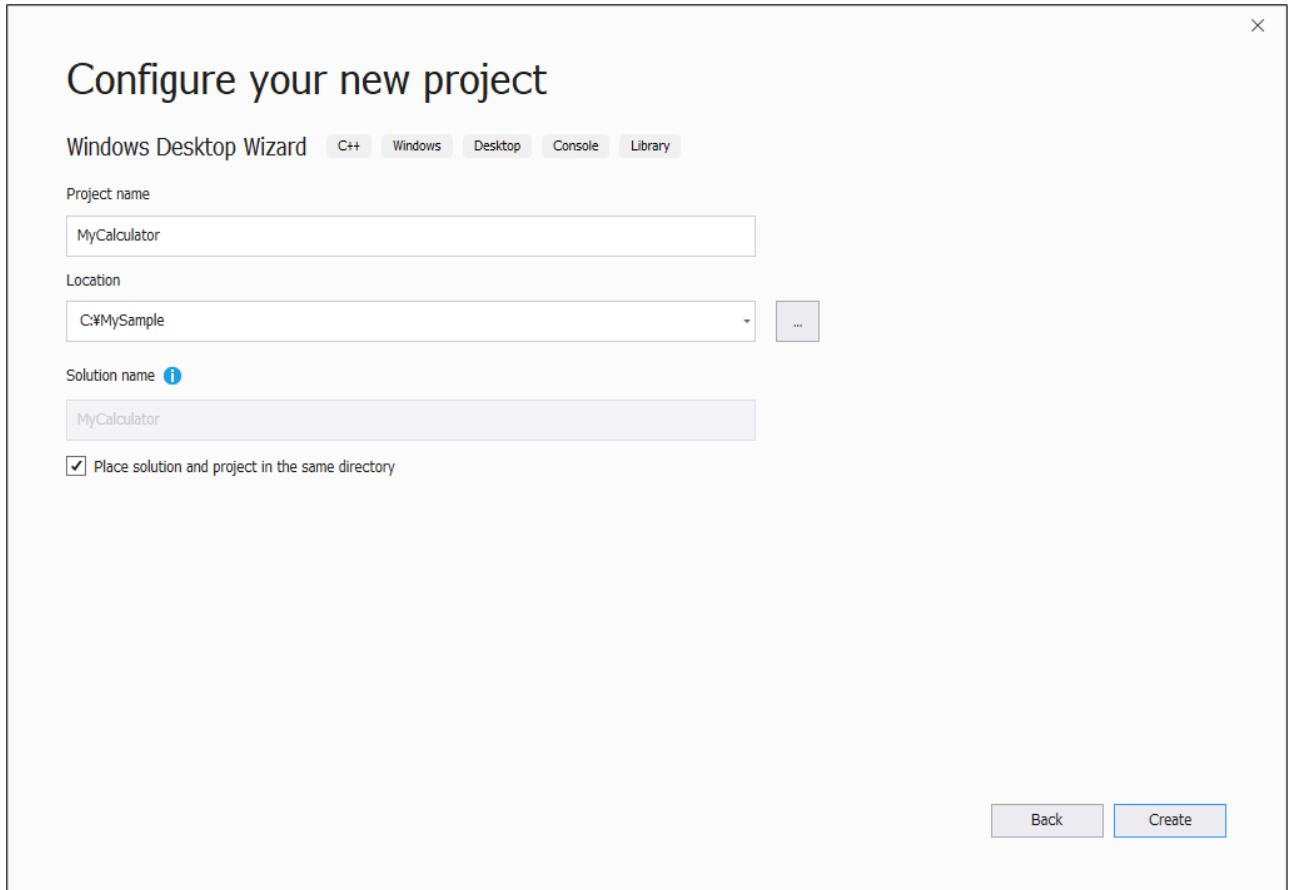 Configure your new project
Windows Desktop Wizard C++ Windows Desktop Console Library
Project name
MyCalculator
Location
C:¥MySample
...
Solution name
MyCalculator
Place solution and project in the same directory
Back Create